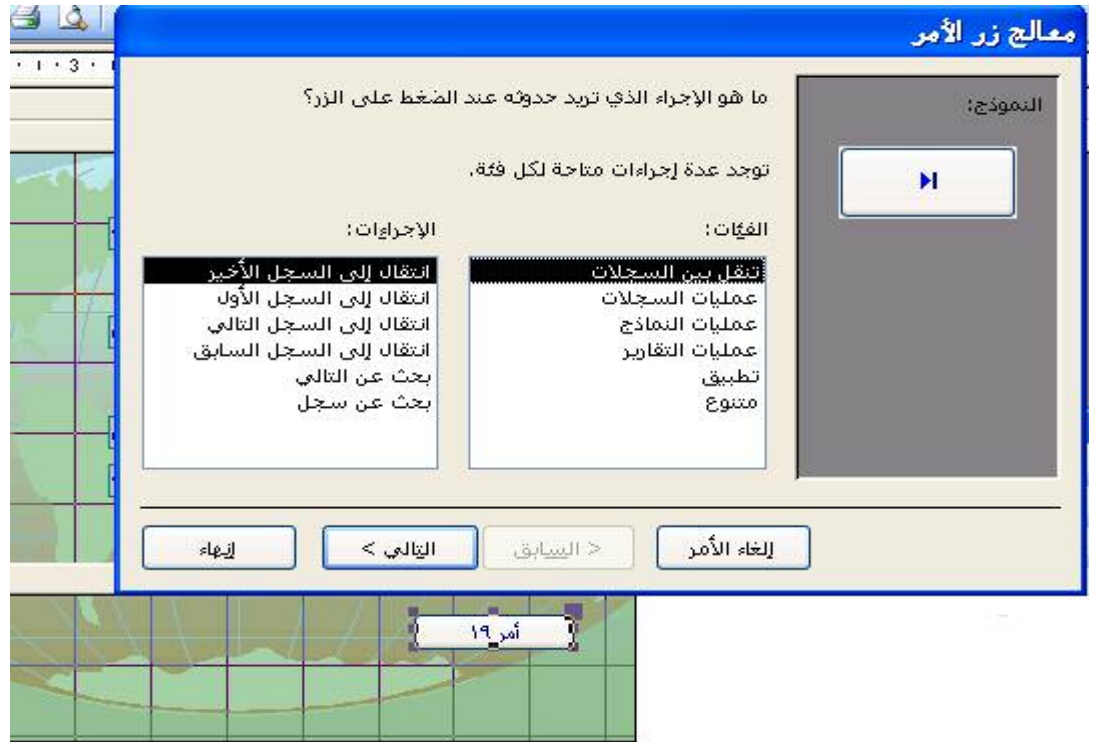 معالج زر الأمر
3
النموذج:
ما هو الإجراء الذي تريد حدوثه عند الضغط على الزر؟
توجد عدة إجراءات متاحة لكل فئة.
الفئات:
تنقل بين السجلات
عمليات السجلات
عمليات النماذج
عمليات التقارير
تطبيق
متنوع
الإجراءات:
انتقال إلى السجل الأخير
انتقال إلى السجل الأول
انتقال إلى السجل التالي
انتقال إلى السجل السابق
بحث عن التالي
بحث عن سجل
إلغاء الأمر
< السابق
التالي >
إنهاء
أمر ١٩